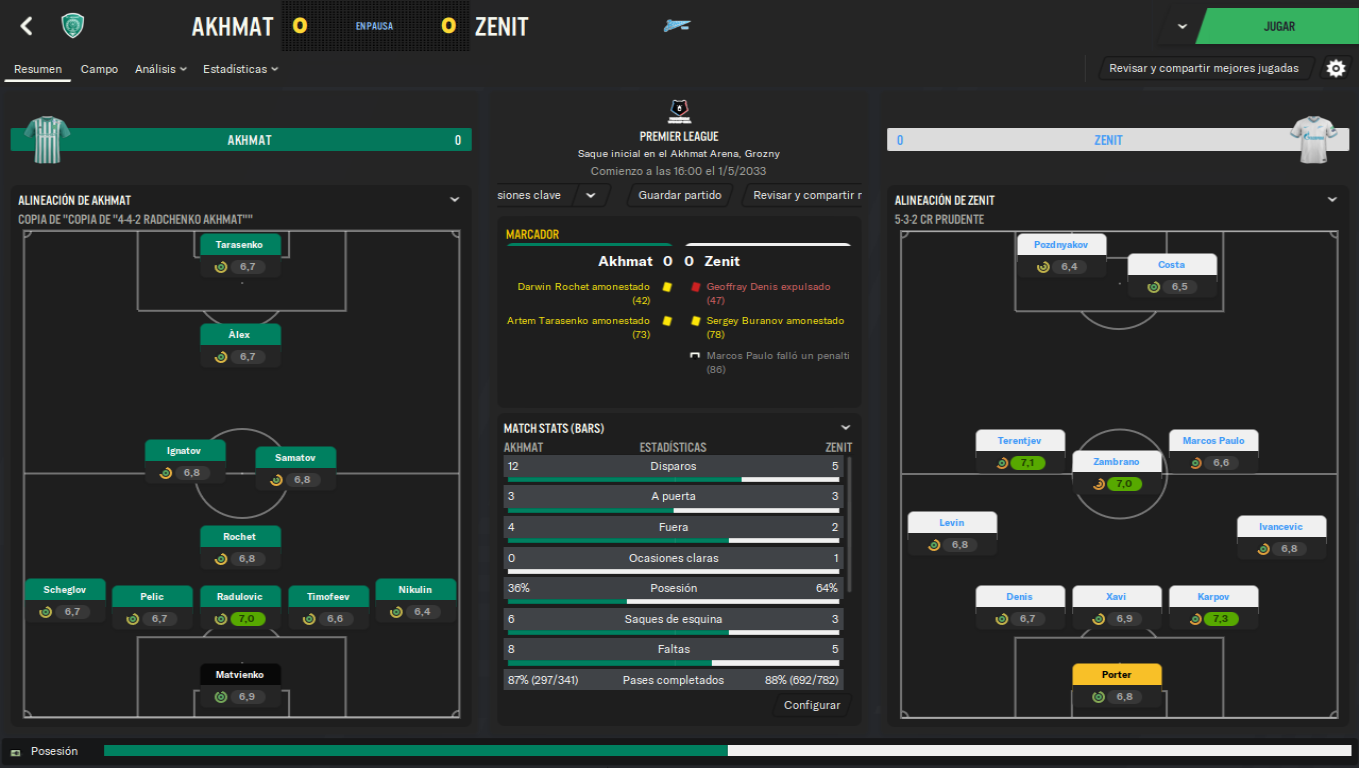 AKHMAT 0 EN PAUSA 0 ZENIT
JUGAR
Resumen Campo Análisis Estadísticas
Revisar y compartir mejores jugadas
AKHMAT 0
ALINEACIÓN DE AKHMAT
COPIA DE "COPIA DE "4-4-2 RADCHENKO AKHMAT""
Tarasenko
6,7
Àlex
6,7
Ignatov
6,8
Samatov
6,8
Rochet
6,8
Scheglov
6,7
Pelic
6,7
Radulovic
7,0
Timofeev
6,6
Nikulin
6,4
Matvienko
6,9
PREMIER LEAGUE
Saque inicial en el Akhmat Arena, Grozny
Comienzo a las 16:00 el 1/5/2033
siones clave
Guardar partido
Revisar y compartir r
MARCADOR
Akhmat 0 0 Zenit
Darwin Rochet amonestado
(42)
Geoffray Denis expulsado
(47)
Artem Tarasenko amonestado
(73)
Sergey Buranov amonestado
(78)
Marcos Paulo falló un penalti
(86)
MATCH STATS (BARS)
AKHMAT ESTADÍSTICAS ZENIT
12 Disparos 5
3 A puerta 3
4 Fuera 2
0 Ocasiones claras 1
36% Posesión 64%
6 Saques de esquina 3
8 Faltas 5
87% (297/341) Pases completados 88% (692/782)
Configurar
0 ZENIT
ALINEACIÓN DE ZENIT
5-3-2 CR PRUDENTE
Pozdnyakov
6,4
Costa
6,5
Terentjev
7,1
Zambrano
7,0
Marcos Paulo
6,6
Levin
6,8
Ivancevic
6,8
Denis
6,7
Xavi
6,9
Karpov
7,3
Porter
6,8
Posesión